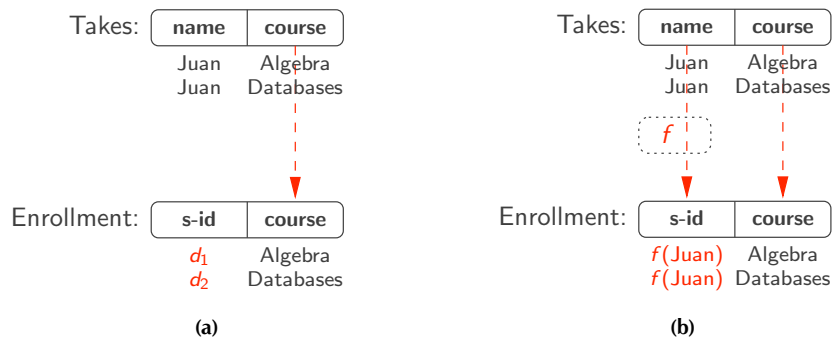 Takes: name course
Juan Algebra
Juan Databases
Enrollment: s-id course
d₁ Algebra
d₂ Databases
(a)
Takes: name course
Juan Algebra
Juan Databases
f
Enrollment: s-id course
f(Juan) Algebra
f(Juan) Databases
(b)